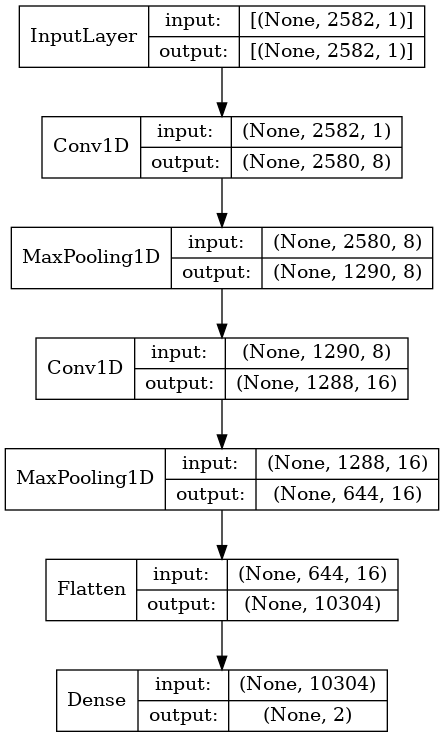 InputLayer input: [(None, 2582, 1)]
output: [(None, 2582, 1)]
Conv1D input: (None, 2582, 1)
output: (None, 2580, 8)
MaxPooling1D input: (None, 2580, 8)
output: (None, 1290, 8)
Conv1D input: (None, 1290, 8)
output: (None, 1288, 16)
MaxPooling1D input: (None, 1288, 16)
output: (None, 644, 16)
Flatten input: (None, 644, 16)
output: (None, 10304)
Dense input: (None, 10304)
output: (None, 2)